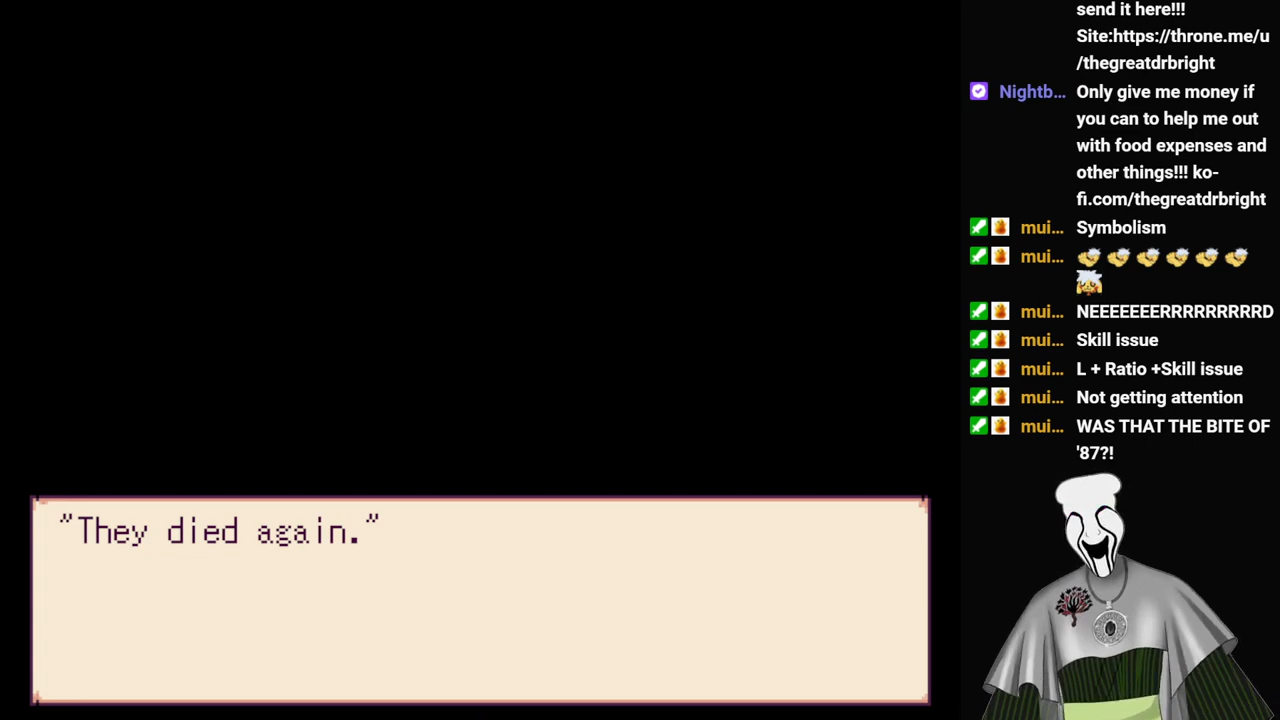 send it here!!!
Site:https://throne.me/u
/thegreatdrbright
Nightb... Only give me money if
you can to help me out
with food expenses and
other things!!! ko-
fi.com/thegreatdrbright
mui... Symbolism
mui...
mui... NEEEEEEERRRRRRRRRD
mui... Skill issue
mui... L + Ratio +Skill issue
mui... Not getting attention
mui... WAS THAT THE BITE OF
'87?!
"They died again."